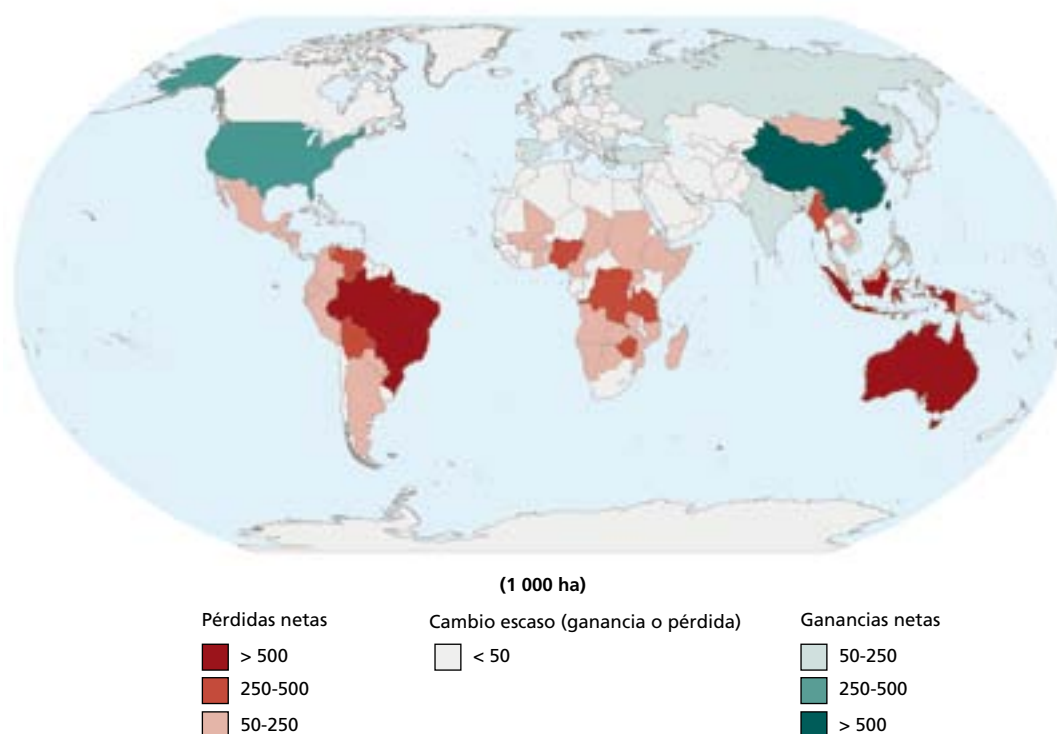 (1 000 ha)
Pérdidas netas
> 500
250-500
50-250
Cambio escaso (ganancia o pérdida)
< 50
Ganancias netas
50-250
250-500
> 500